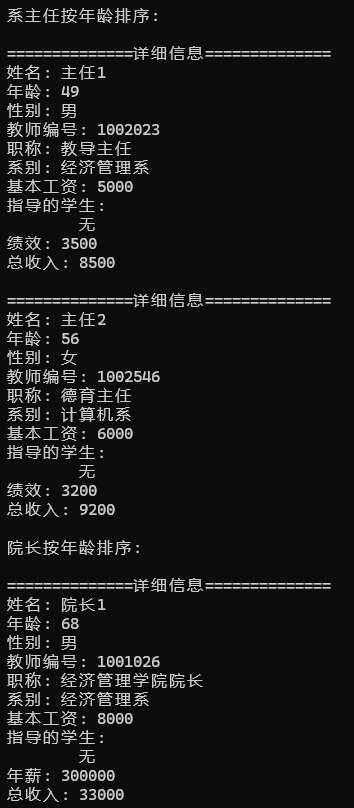 系主任按年龄排序:
==============详细信息==============
姓名: 主任1
年龄: 49
性别: 男
教师编号: 1002023
职称: 教导主任
系别: 经济管理系
基本工资: 5000
指导的学生:
无
绩效: 3500
总收入: 8500
==============详细信息==============
姓名: 主任2
年龄: 56
性别: 女
教师编号: 1002546
职称: 德育主任
系别: 计算机系
基本工资: 6000
指导的学生:
无
绩效: 3200
总收入: 9200
院长按年龄排序:
==============详细信息==============
姓名: 院长1
年龄: 68
性别: 男
教师编号: 1001026
职称: 经济管理学院院长
系别: 经济管理系
基本工资: 8000
指导的学生:
无
年薪: 300000
总收入: 33000